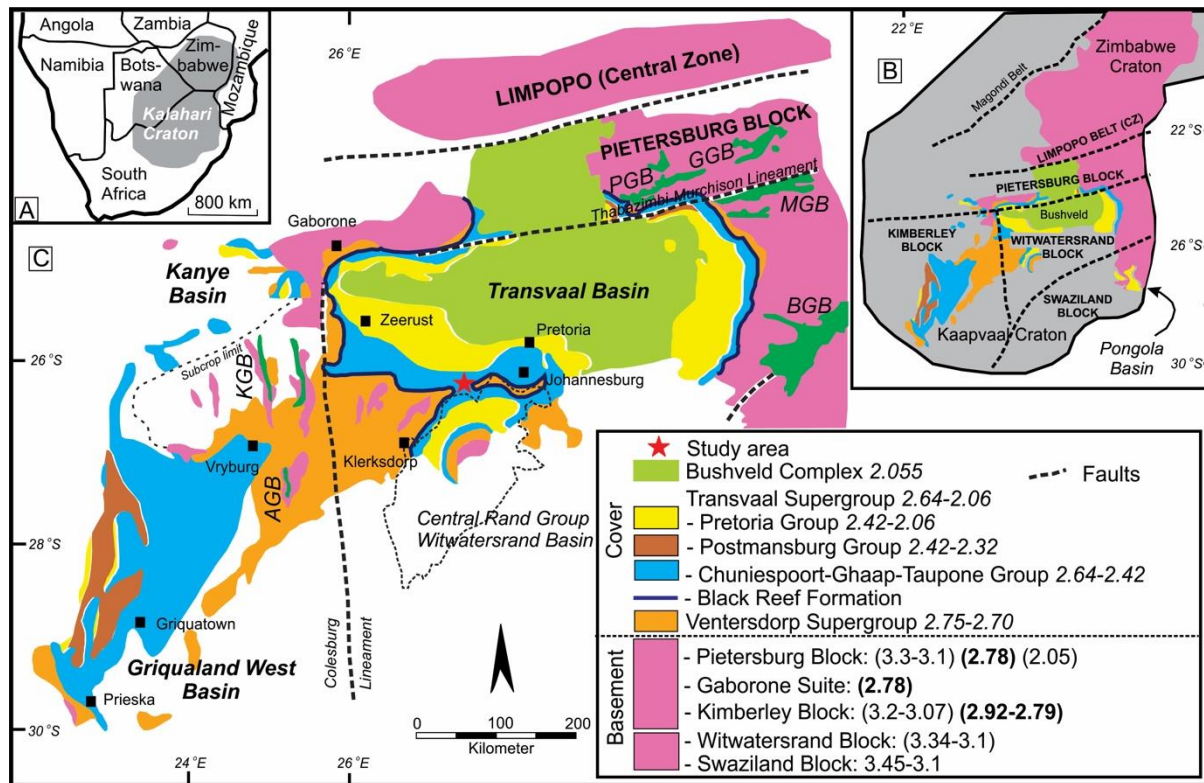 Angola
Zambia
Zim-
babwe
Namibia
Bots-
wana
Mozambique
Kalahari
Craton
South
Africa
A
800 km
26 °E
LIMPOPO (Central Zone)
PIETERSBURG BLOCK
PGB
GGB
Thabazimbi-Murchison Lineament
MGB
Gaborone
C
Kanye
Basin
Transvaal Basin
Zeerust
Pretoria
BGB
26°S
Subcrop limit
KGB
Johannesburg
Vryburg
Klerksdorp
AGB
Central Rand Group
Witwatersrand Basin
28°S
Griquatown
Colesburg
Lineament
Griqualand West
Basin
Prieska
0 100 200
Kilometer
30°S
24 °E
26 °E
22 °E
B
Zimbabwe
Craton
Magondi Belt
22 °S
LIMPOPO BELT (CZ)
PIETERSBURG BLOCK
Bushveld
KIMBERLEY
BLOCK
WITWATERSRAND
BLOCK
26 °S
SWAZILAND
BLOCK
Kaapvaal Craton
Pongola
Basin
30°S
Study area
Bushveld Complex 2.055
Faults
Cover
Transvaal Supergroup 2.64-2.06
- Pretoria Group 2.42-2.06
- Postmansburg Group 2.42-2.32
- Chuniespoort-Ghaap-Taupone Group 2.64-2.42
- Black Reef Formation
Ventersdorp Supergroup 2.75-2.70
Basement
- Pietersburg Block: (3.3-3.1) (2.78) (2.05)
- Gaborone Suite: (2.78)
- Kimberley Block: (3.2-3.07) (2.92-2.79)
- Witwatersrand Block: (3.34-3.1)
- Swaziland Block: 3.45-3.1